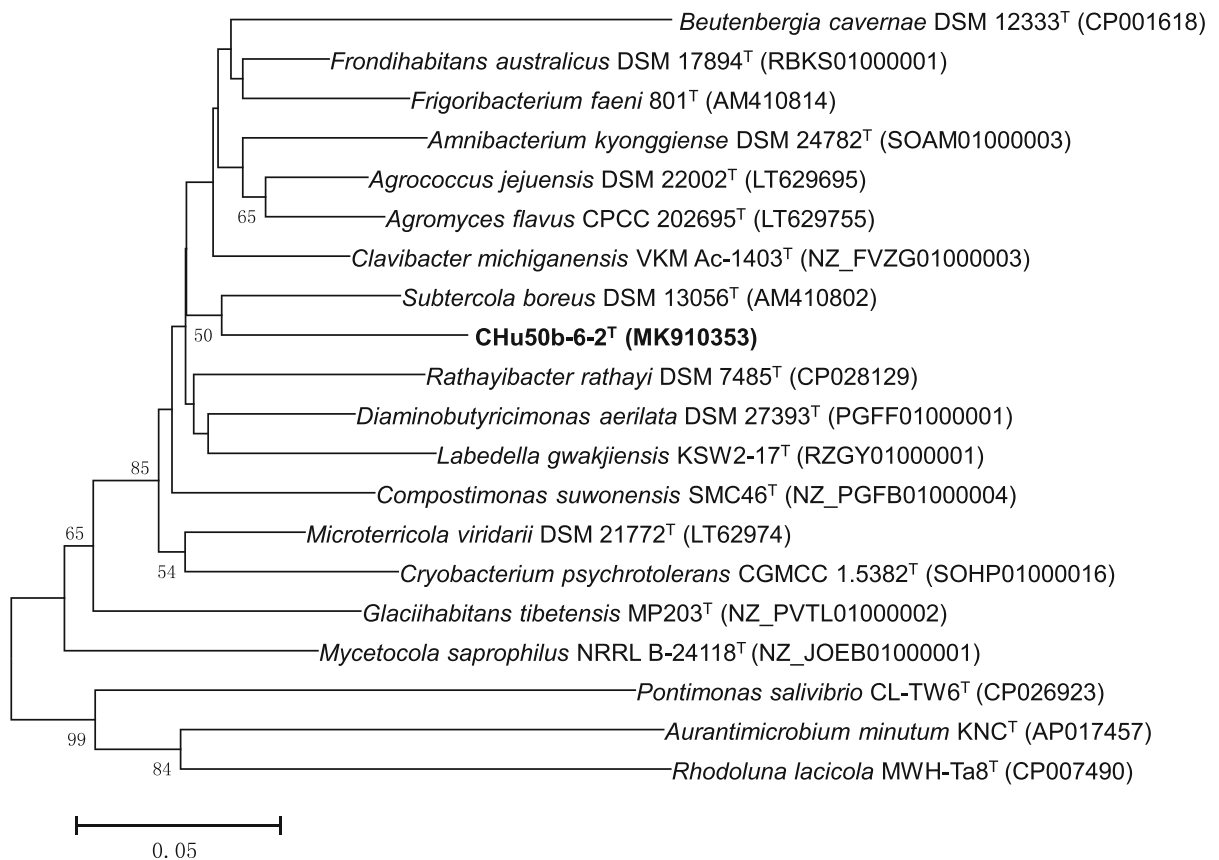 Beutenbergia cavernae DSM 12333ᵀ (CP001618)
Frondihabitans australicus DSM 17894ᵀ (RBKS01000001)
Frigoribacterium faeni 801ᵀ (AM410814)
Amnibacterium kyonggiense DSM 24782ᵀ (SOAM01000003)
Agrococcus jejuensis DSM 22002ᵀ (LT629695)
65
Agromyces flavus CPCC 202695ᵀ (LT629755)
Clavibacter michiganensis VKM Ac-1403ᵀ (NZ_FVZG01000003)
Subtercola boreus DSM 13056ᵀ (AM410802)
50
CHu50b-6-2ᵀ (MK910353)
Rathayibacter rathayi DSM 7485ᵀ (CP028129)
Diaminobutyricimonas aerilata DSM 27393ᵀ (PGFF01000001)
Labedella gwakjiensis KSW2-17ᵀ (RZGY01000001)
85
Compostimonas suwonensis SMC46ᵀ (NZ_PGFB01000004)
Microterricola viridarii DSM 21772ᵀ (LT62974)
65
54
Cryobacterium psychrotolerans CGMCC 1.5382ᵀ (SOHP01000016)
Glaciihabitans tibetensis MP203ᵀ (NZ_PVTL01000002)
Mycetocola saprophilus NRRL B-24118ᵀ (NZ_JOEB01000001)
Pontimonas salivibrio CL-TW6ᵀ (CP026923)
99
Aurantimicrobium minutum KNCᵀ (AP017457)
84
Rhodoluna lacicola MWH-Ta8ᵀ (CP007490)
0.05